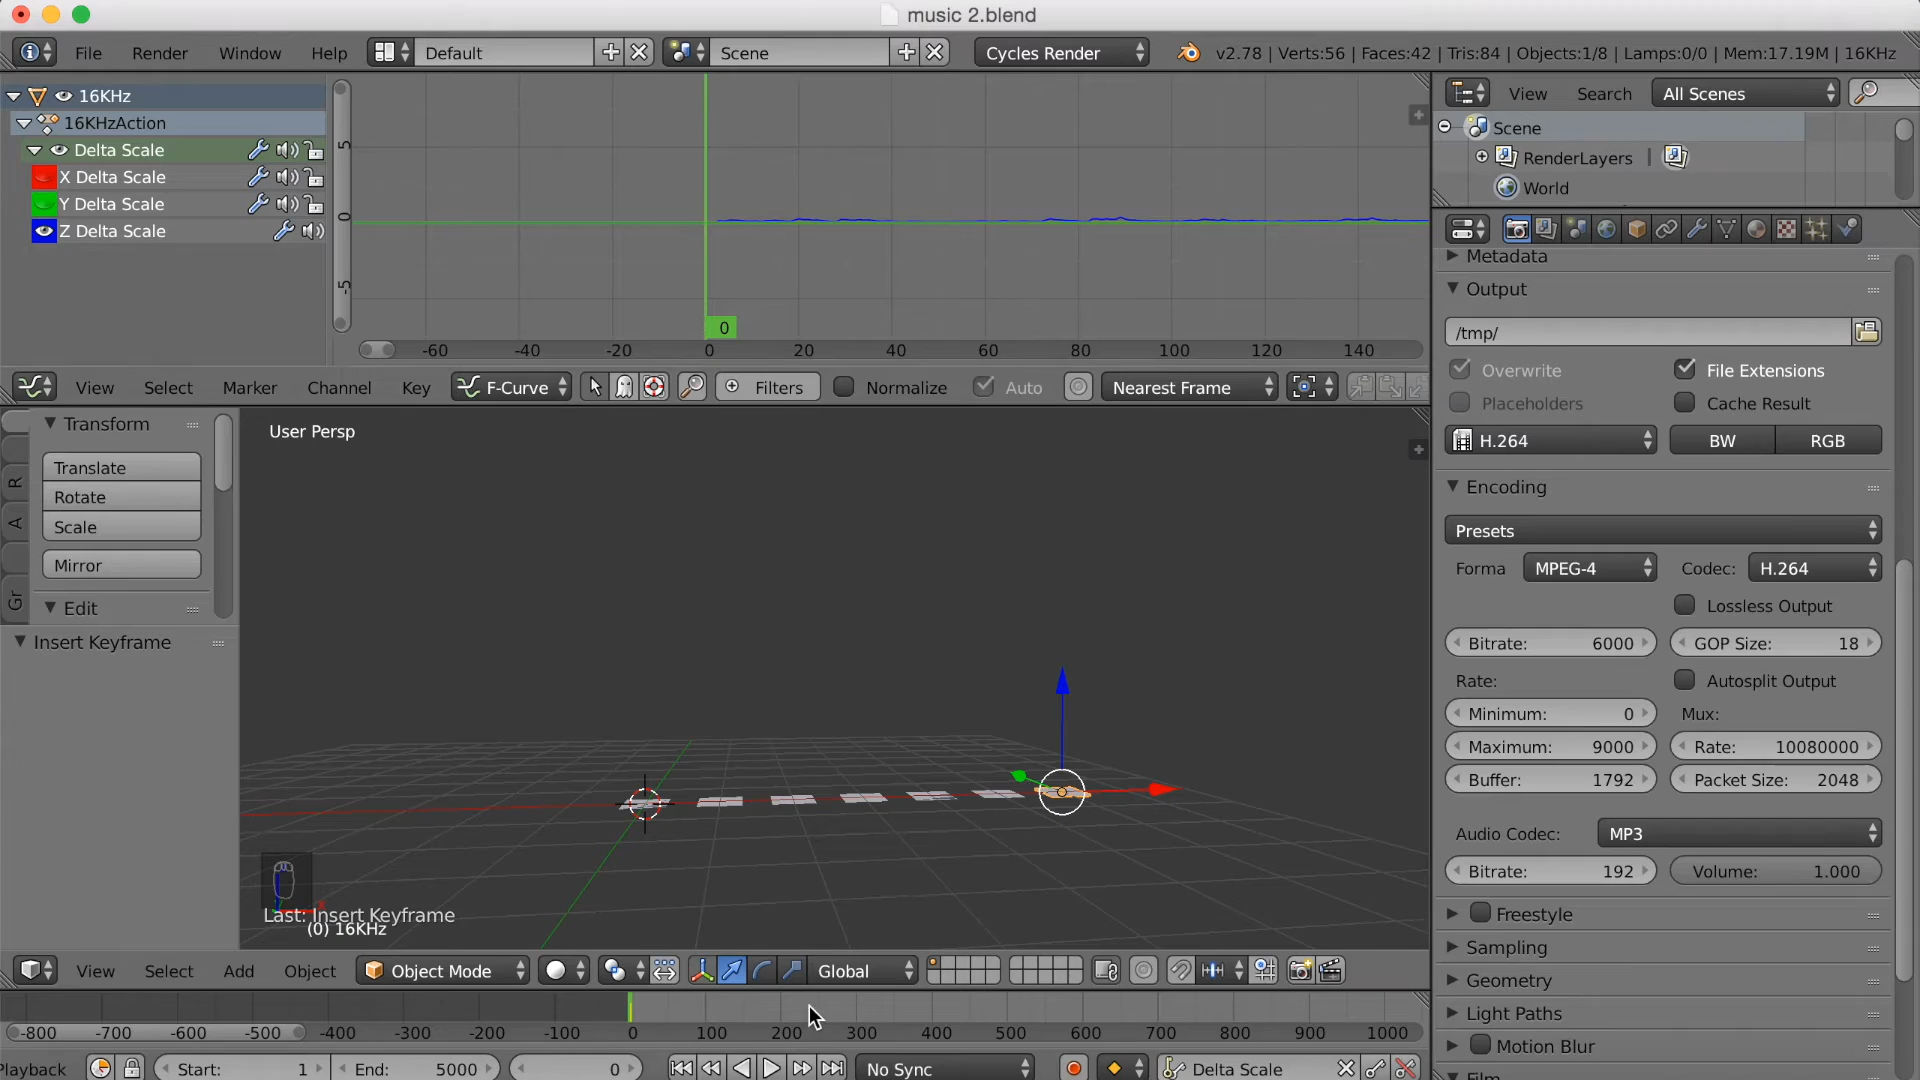 music 2.blend
File Render Window Help Default Scene Cycles Render v2.78 | Verts:56 | Faces:42 | Tris:84 | Objects:1/8 | Lamps:0/0 | Mem:17.19M | 16KHz
16KHz
16KHzAction
Delta Scale
X Delta Scale
Y Delta Scale
Z Delta Scale
5
0
-5
0
-60 -40 -20 0 20 40 60 80 100 120 140
View Select Marker Channel Key F-Curve Filters Normalize Auto Nearest Frame
View Search All Scenes
Scene
RenderLayers |
World
Metadata
Output
/tmp/
Overwrite File Extensions
Placeholders Cache Result
H.264 BW RGB
Encoding
Presets
Forma MPEG-4 Codec: H.264
Lossless Output
Bitrate: 6000 GOP Size: 18
Rate: Autosplit Output
Minimum: 0 Mux:
Maximum: 9000 Rate: 10080000
Buffer: 1792 Packet Size: 2048
Audio Codec: MP3
Bitrate: 192 Volume: 1.000
Freestyle
Sampling
Geometry
Light Paths
Motion Blur
Film
Transform
Translate
Rotate
Scale
Mirror
Edit
Insert Keyframe
R
A
Gr
User Persp
Last: Insert Keyframe
(0) 16KHz
View Select Add Object Object Mode Global
-800 -700 -600 -500 -400 -300 -200 -100 0 100 200 300 400 500 600 700 800 900 1000
Playback Start: 1 End: 5000 0 No Sync Delta Scale